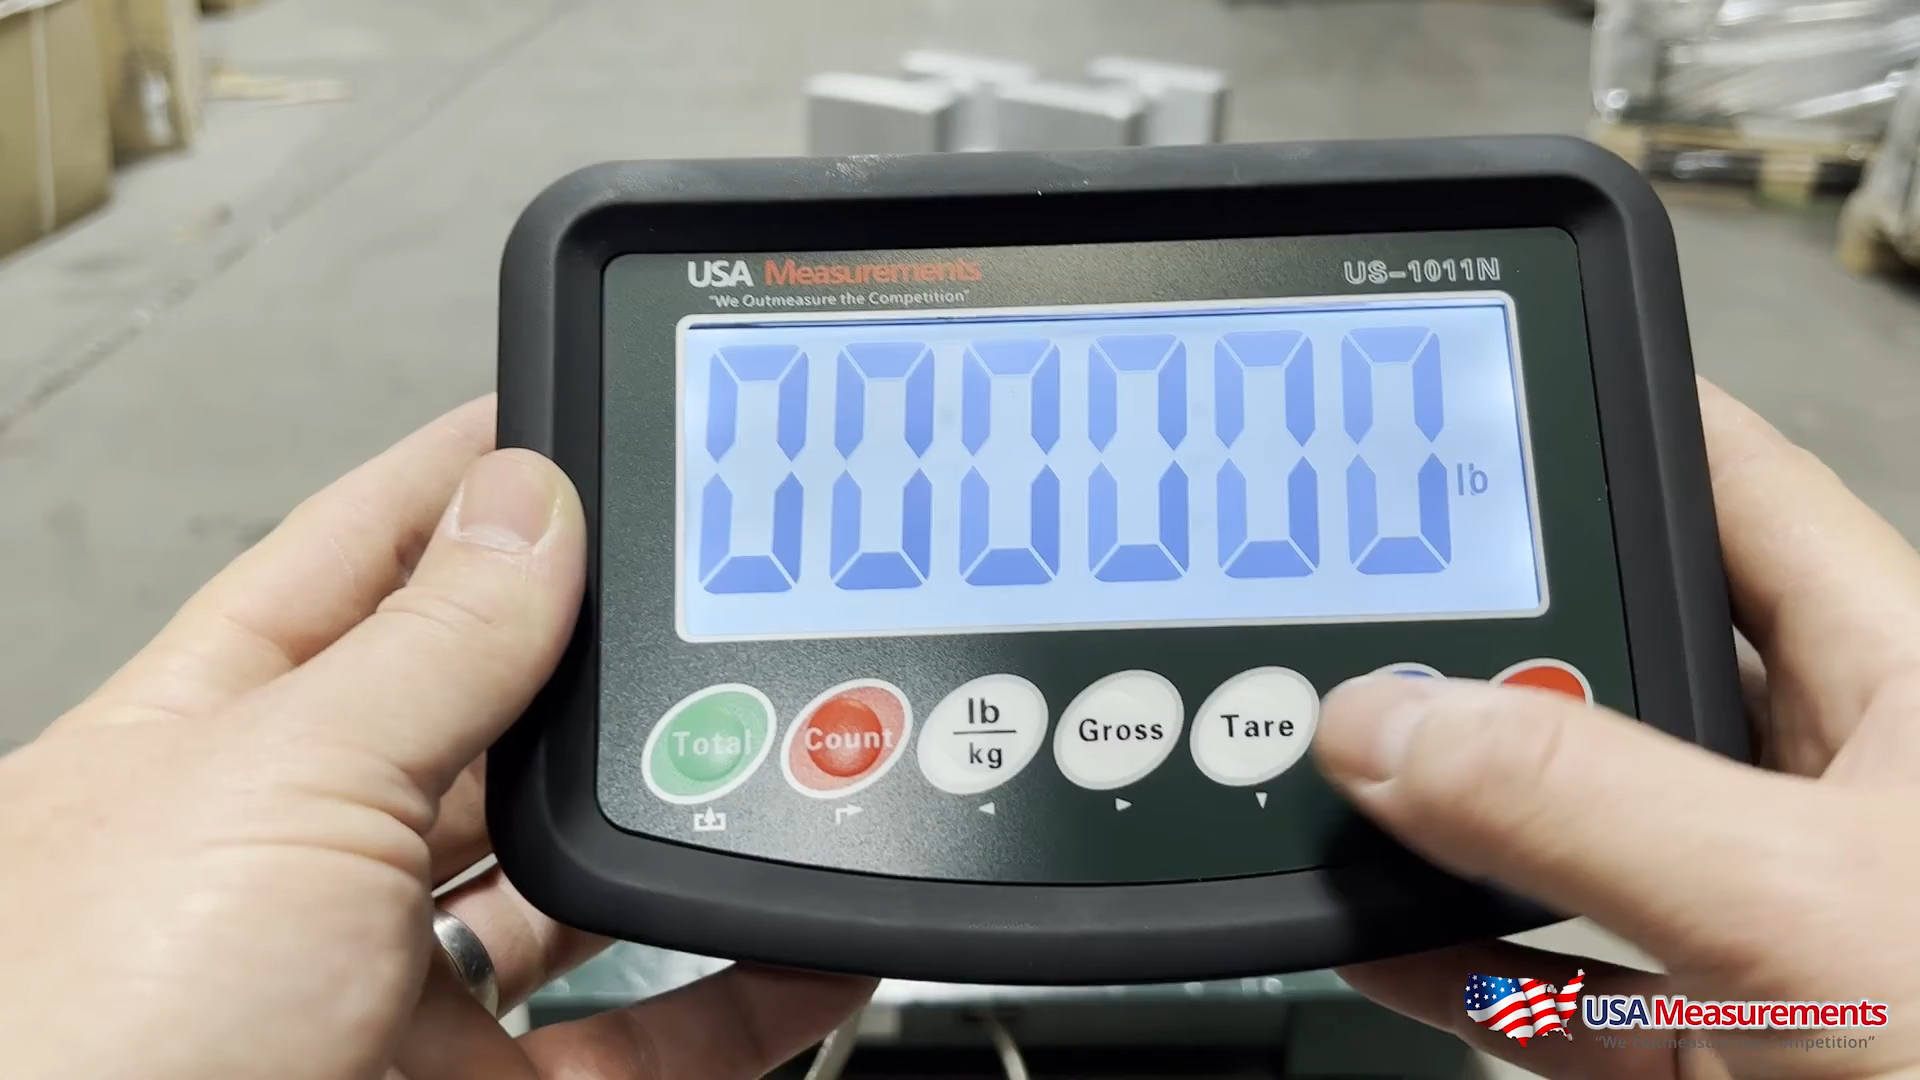 USA Measurements
US-1011N
"We Outmeasure the Competition"
000000
lb
Total
Count
lb
kg
Gross
Tare
USA Measurements
"We Outmeasure the Competition"